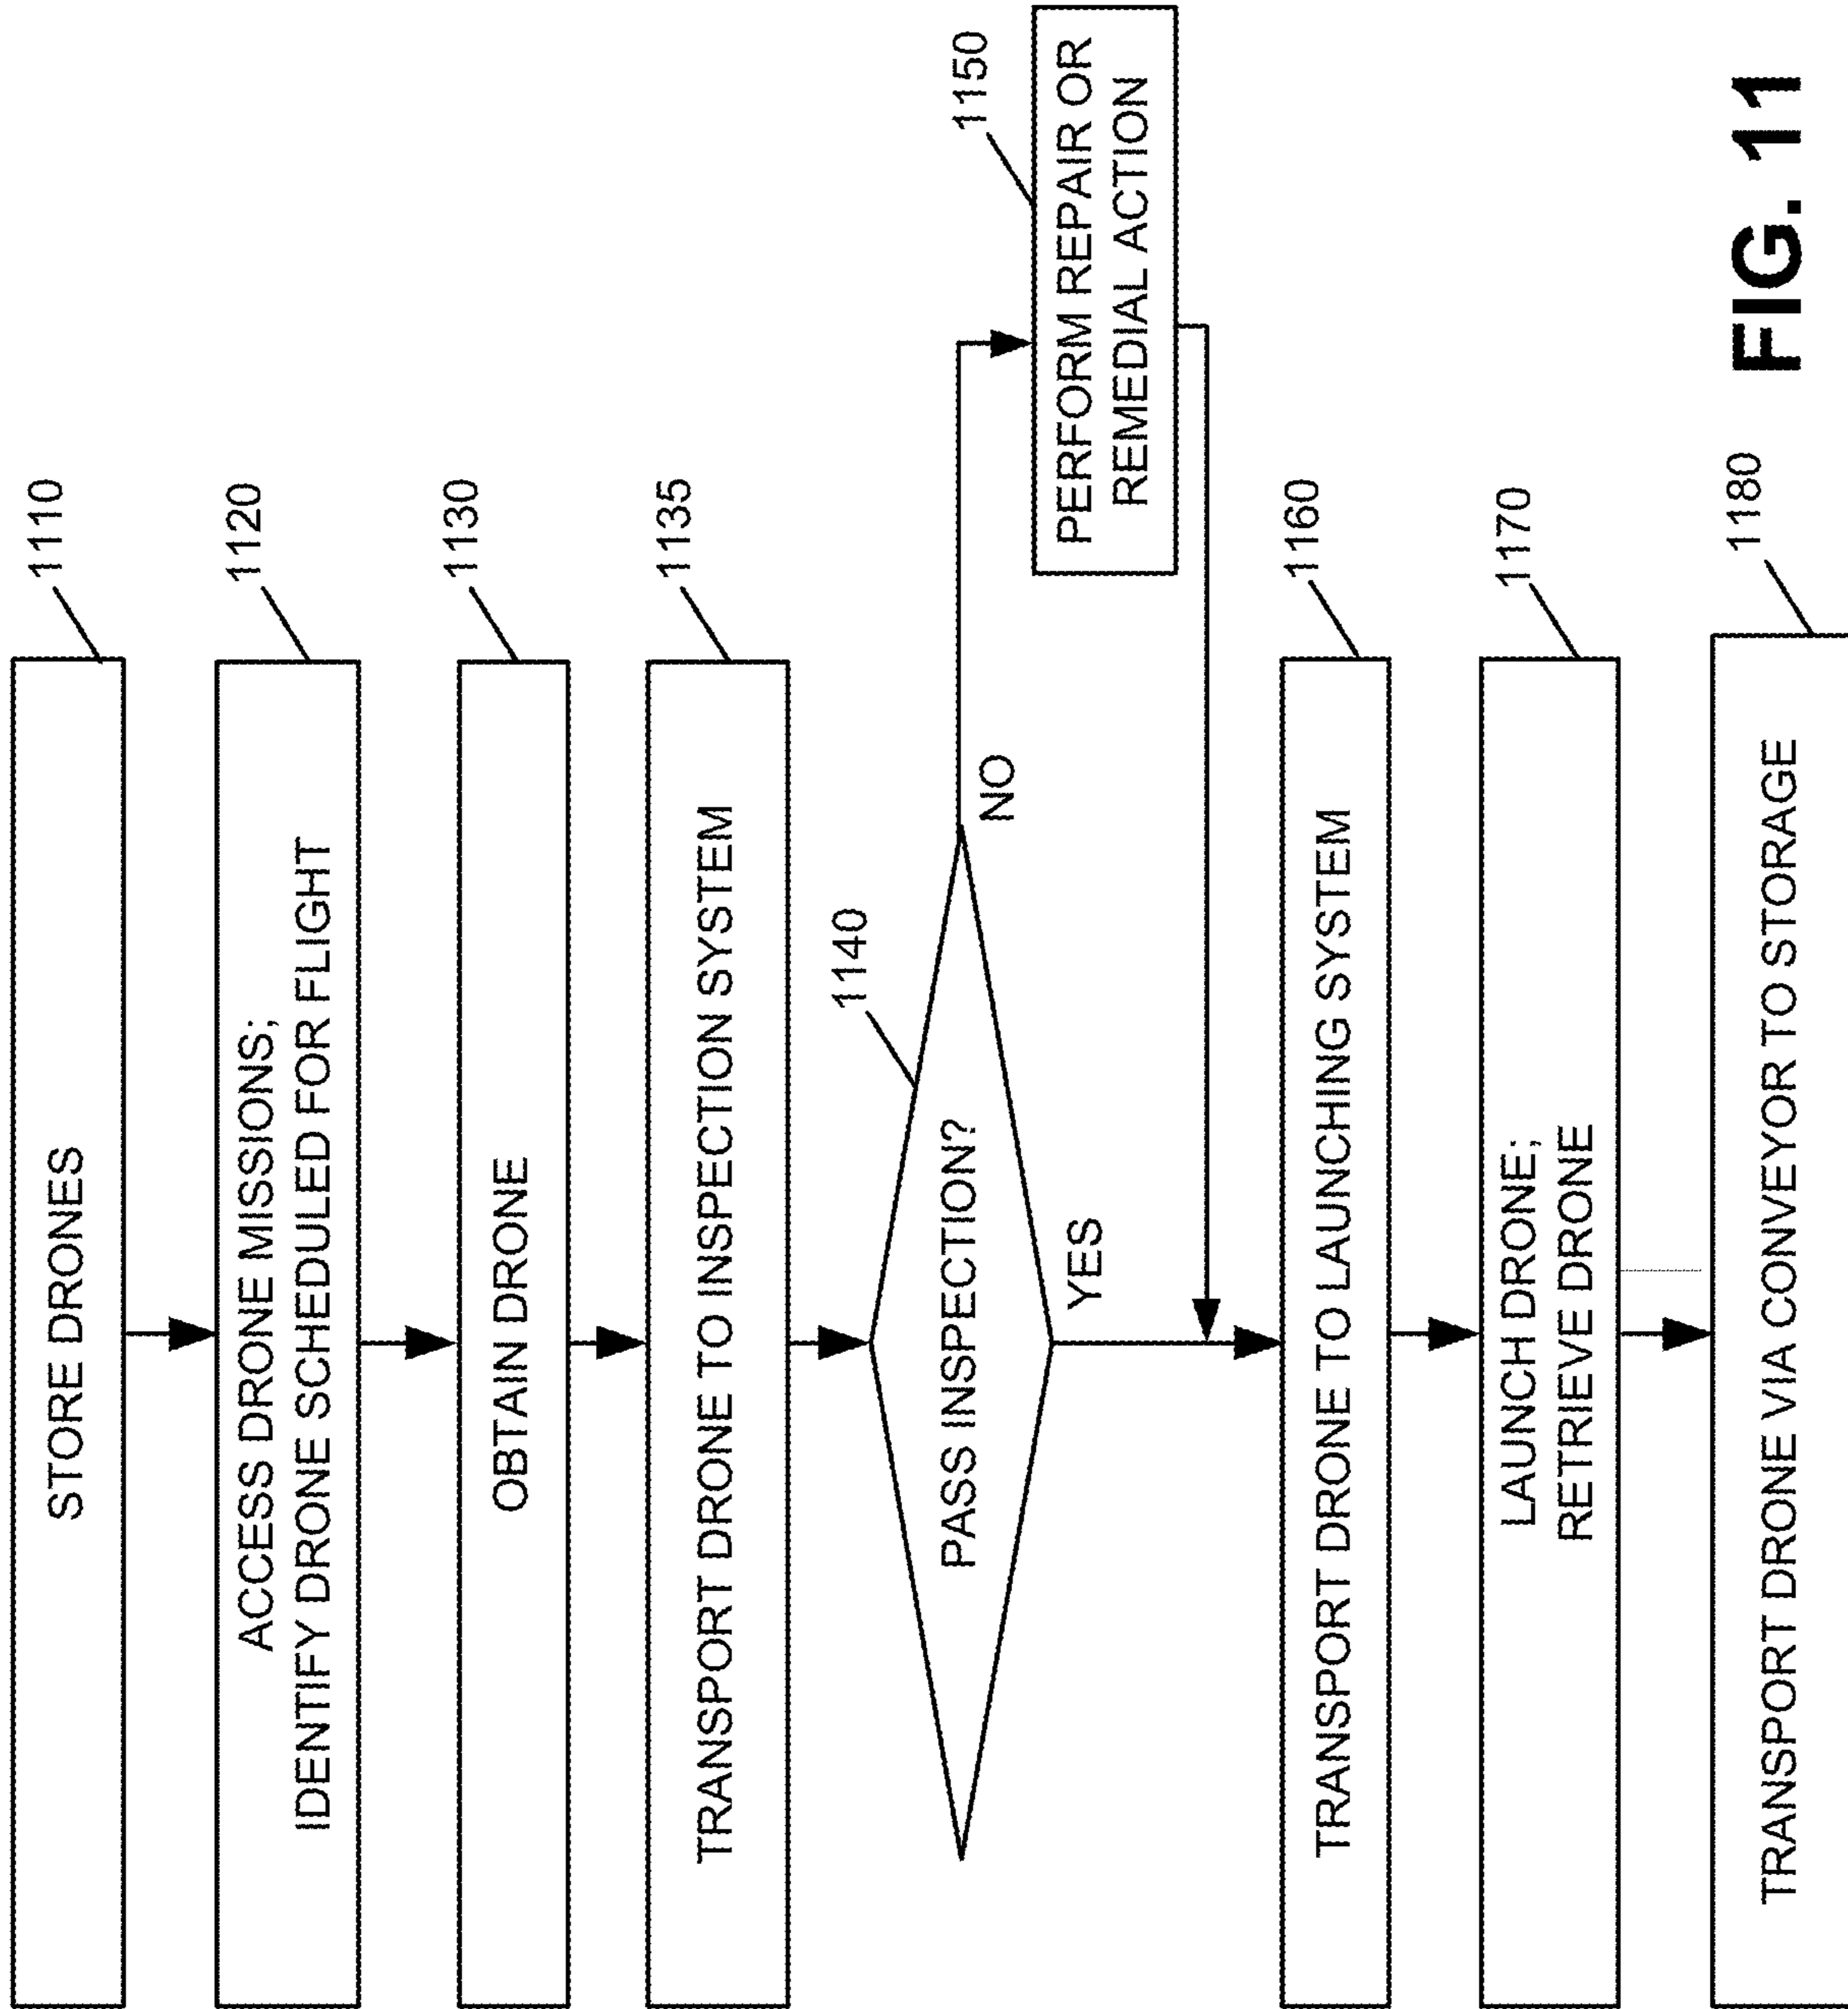 STORE DRONES
1110
ACCESS DRONE MISSIONS;
IDENTIFY DRONE SCHEDULED FOR FLIGHT
1120
OBTAIN DRONE
1130
TRANSPORT DRONE TO INSPECTION SYSTEM
1135
PASS INSPECTION?
1140
NO
YES
PERFORM REPAIR OR
REMEDIAL ACTION
1150
TRANSPORT DRONE TO LAUNCHING SYSTEM
1160
LAUNCH DRONE;
RETRIEVE DRONE
1170
TRANSPORT DRONE VIA CONVEYOR TO STORAGE
1180
FIG. 11